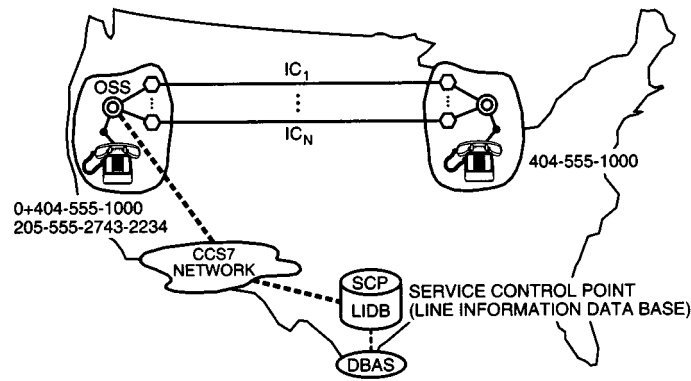 IC1
OSS
ICN
404-555-1000
0+404-555-1000
205-555-2743-2234
CCS7
NETWORK
SCP
LIDB
SERVICE CONTROL POINT
(LINE INFORMATION DATA BASE)
DBAS